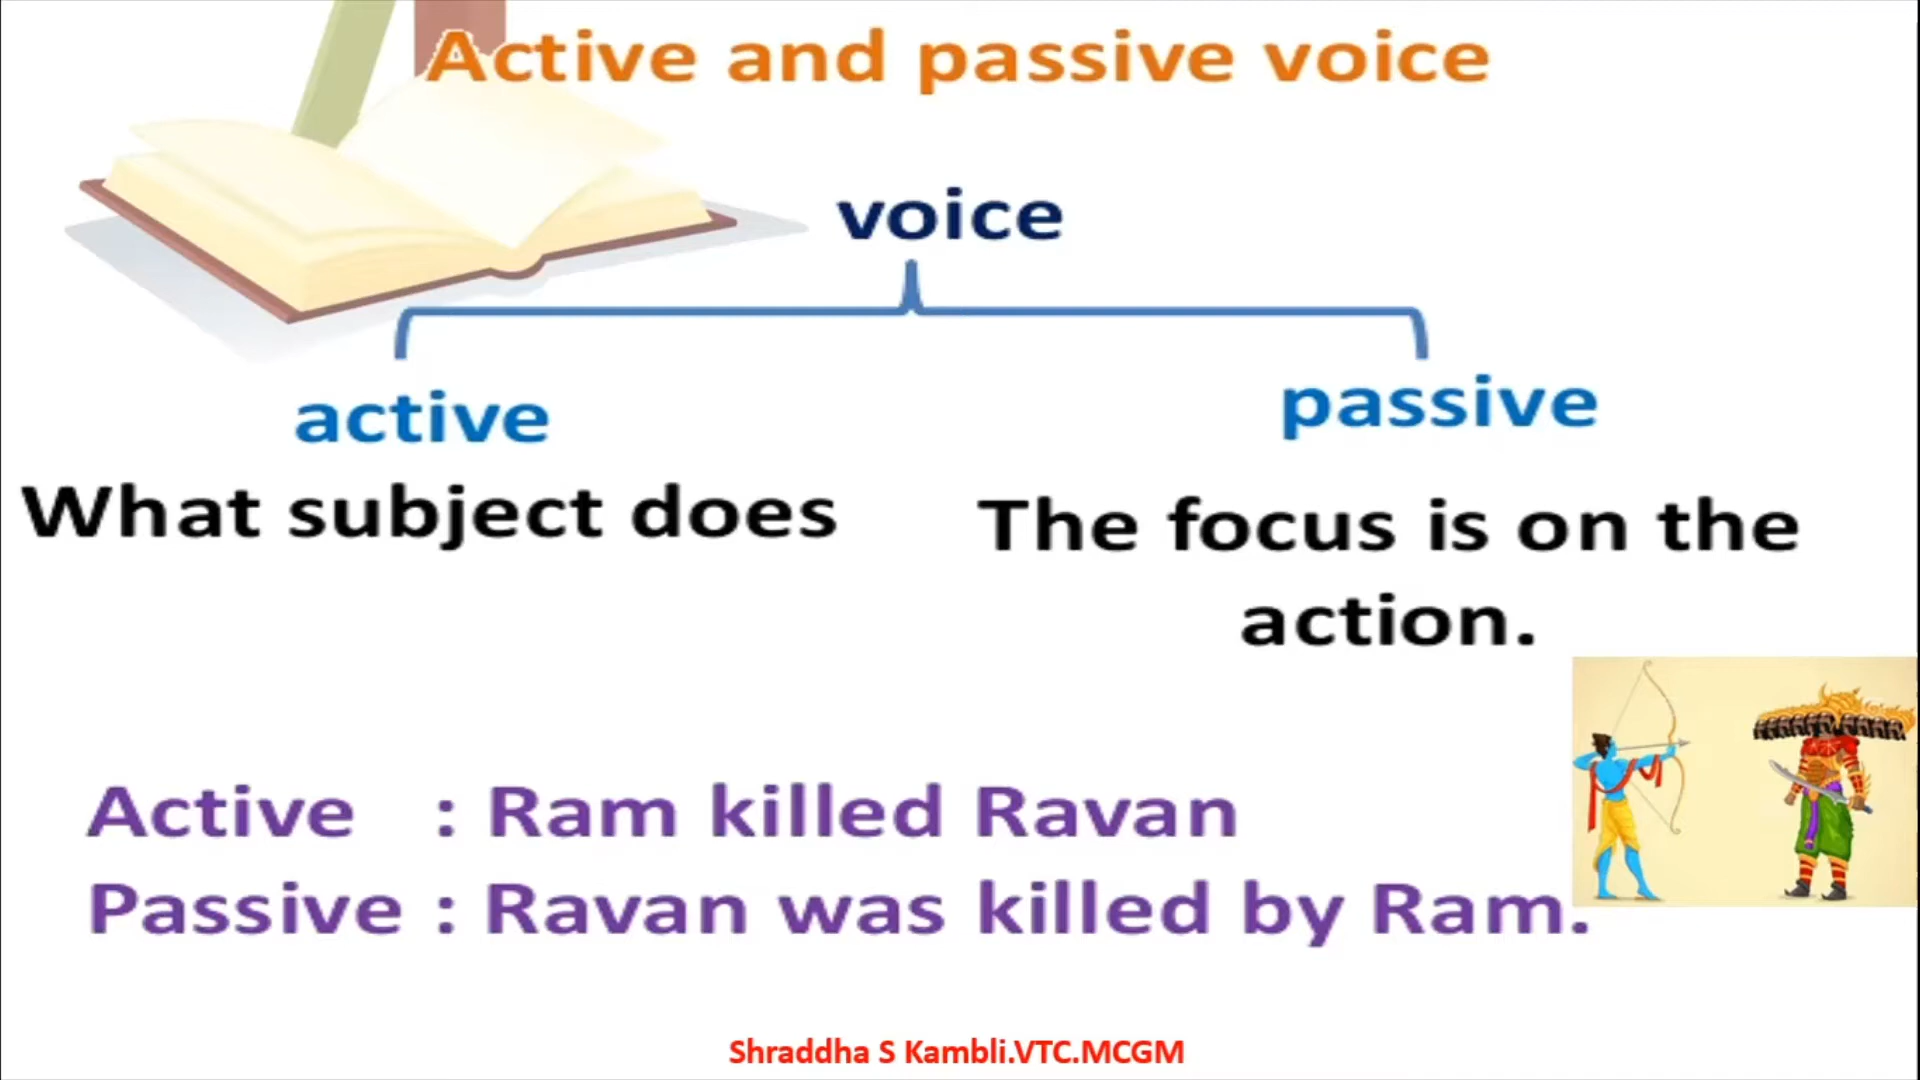 Active and passive voice
voice
active
passive
What subject does
The focus is on the
action.
Active : Ram killed Ravan
Passive : Ravan was killed by Ram.
Shraddha S Kambli.VTC.MCGM